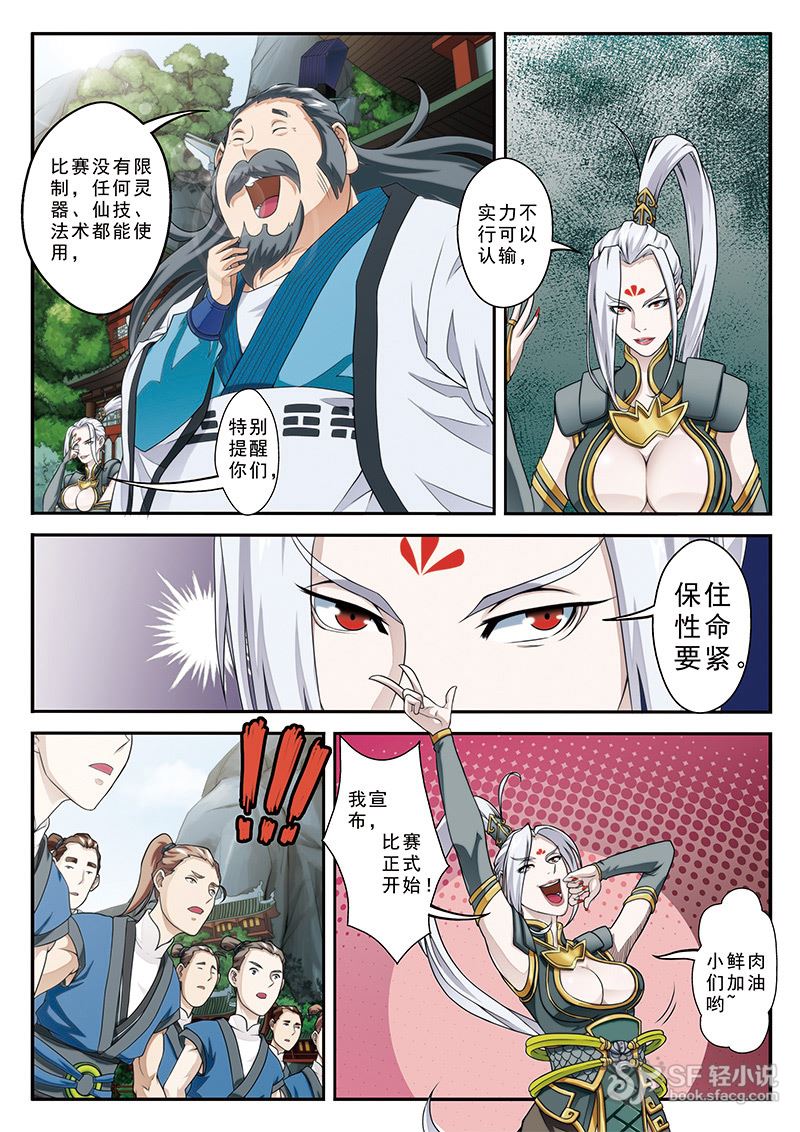 比赛没有限
制，任何灵
器、仙技、
法术都能使
用，
特别
提醒
你们，
实力不
行可以
认输，
保住
性命
要紧。
!!!
我宣
布，
比赛
正式
开始！
小鲜肉
们加油
哟~
SF轻小说
book.sfacg.com